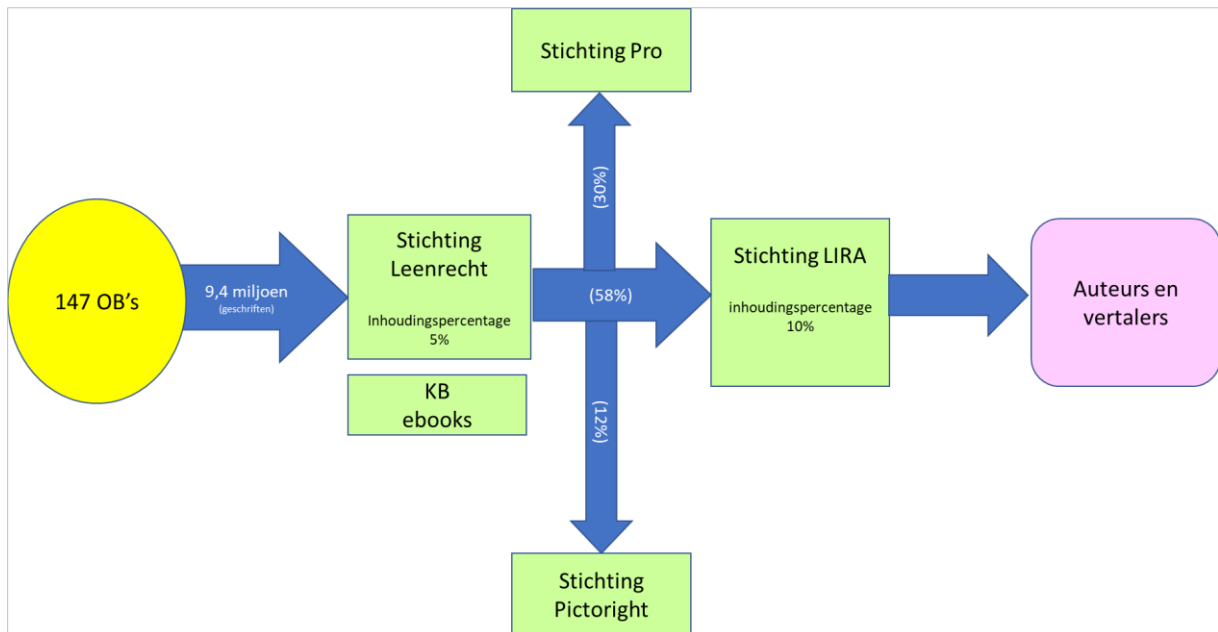 Stichting Pro
(30%)
147 OB's
9,4 miljoen
(geschriften)
Stichting
Leenrecht
Inhoudingspercentage
5%
(58%)
Stichting LIRA
inhoudingspercentage
10%
Auteurs en
vertalers
KB
ebooks
(12%)
Stichting
Pictoright